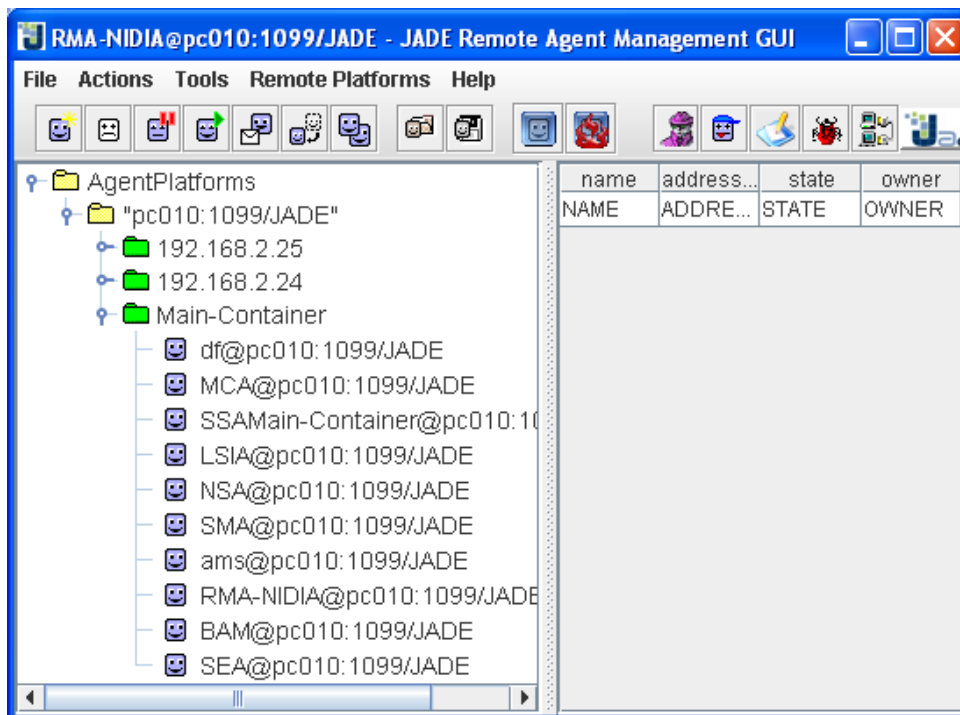 RMA-NIDIA@pc010:1099/JADE - JADE Remote Agent Management GUI
File Actions Tools Remote Platforms Help
AgentPlatforms
"pc010:1099/JADE"
192.168.2.25
192.168.2.24
Main-Container
df@pc010:1099/JADE
MCA@pc010:1099/JADE
SSAMain-Container@pc010:10
LSIA@pc010:1099/JADE
NSA@pc010:1099/JADE
SMA@pc010:1099/JADE
ams@pc010:1099/JADE
RMA-NIDIA@pc010:1099/JADE
BAM@pc010:1099/JADE
SEA@pc010:1099/JADE
name address... state owner
NAME ADDRE... STATE OWNER